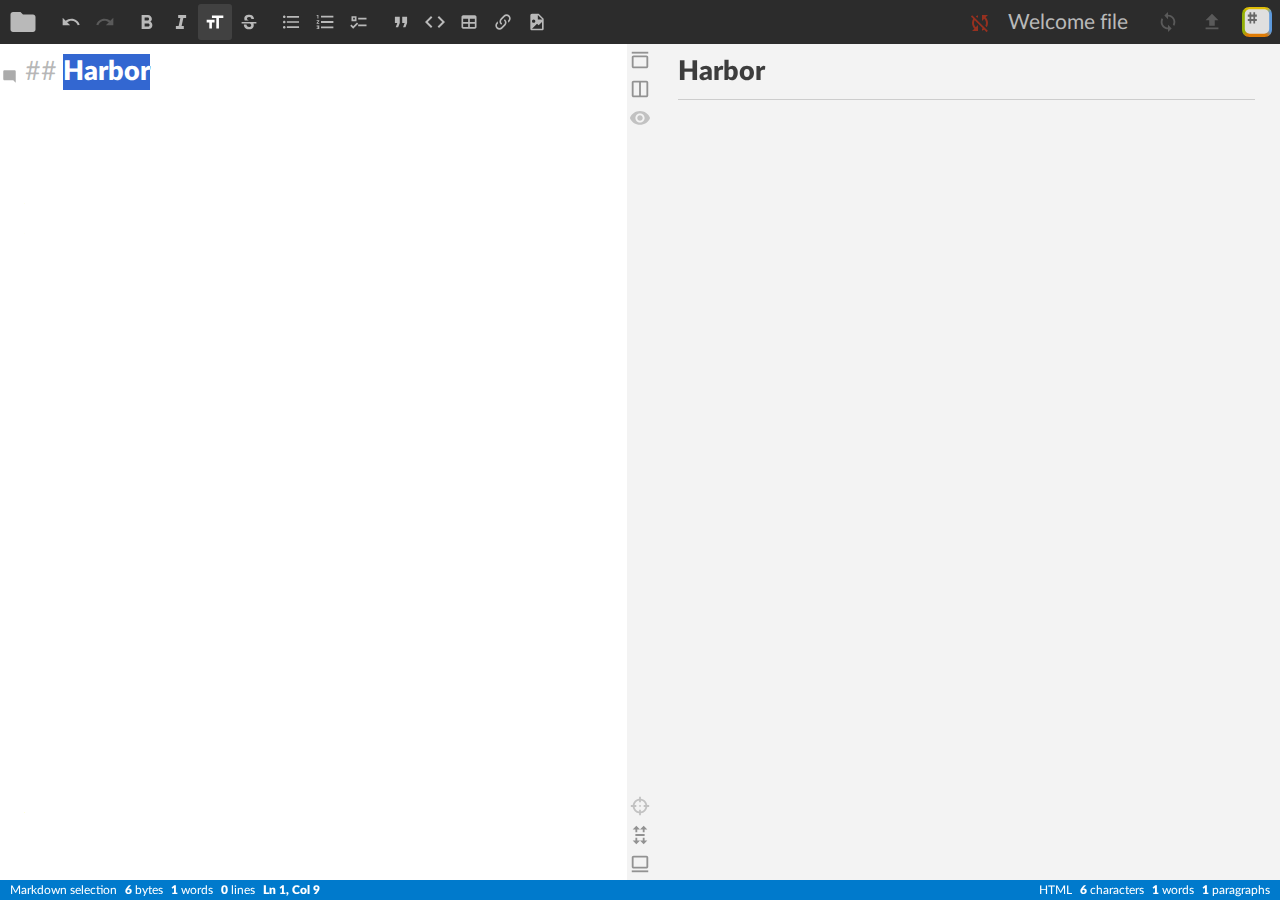 Welcome file
## Harbor
Harbor
Markdown selection 6 bytes 1 words 0 lines Ln 1, Col 9
HTML 6 characters 1 words 1 paragraphs